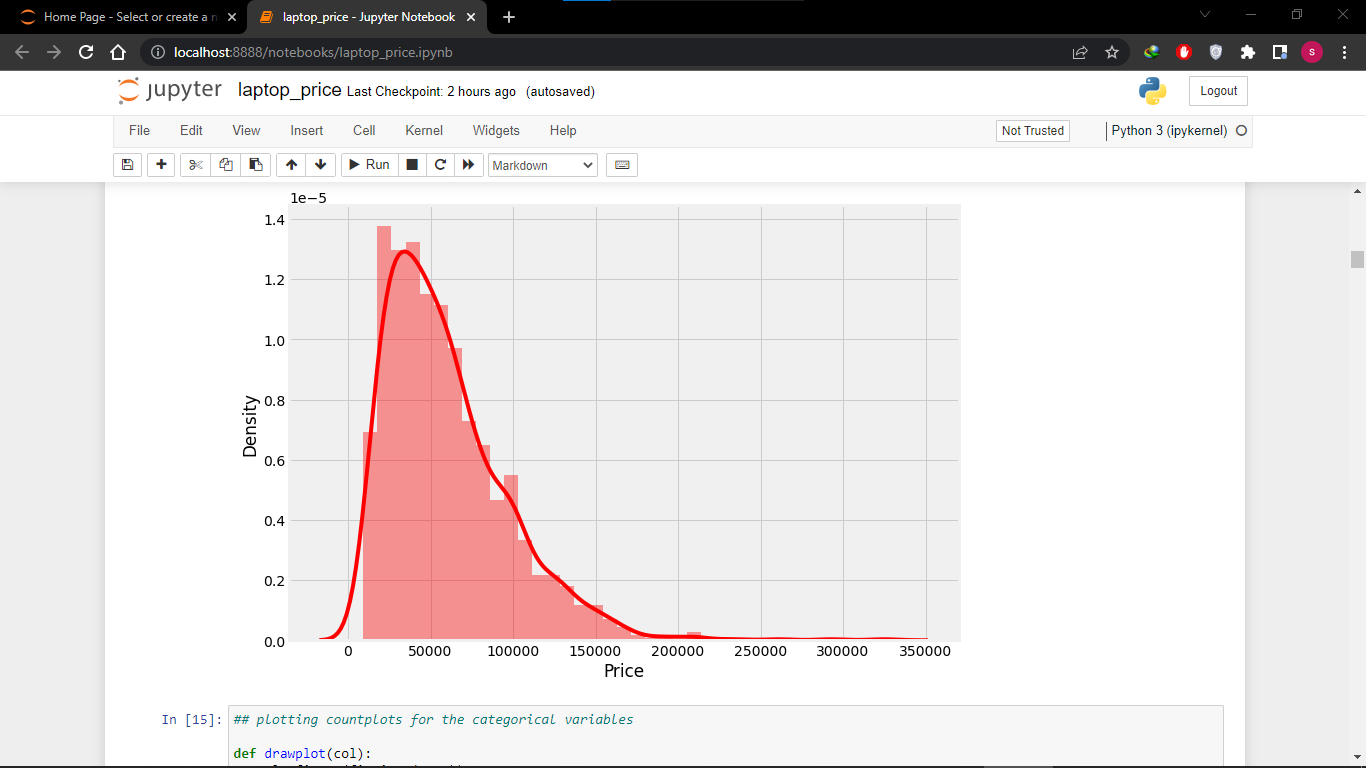 Home Page - Select or create a n
laptop_price - Jupyter Notebook
localhost:8888/notebooks/laptop_price.ipynb
s
jupyter laptop_price Last Checkpoint: 2 hours ago (autosaved)
Logout
File Edit View Insert Cell Kernel Widgets Help
Not Trusted
Python 3 (ipykernel)
Run
Markdown
1e−5
1.4
1.2
1.0
0.8
0.6
0.4
0.2
0.0
Density
0 50000 100000 150000 200000 250000 300000 350000
Price
In [15]: ## plotting countplots for the categorical variables
def drawplot(col):